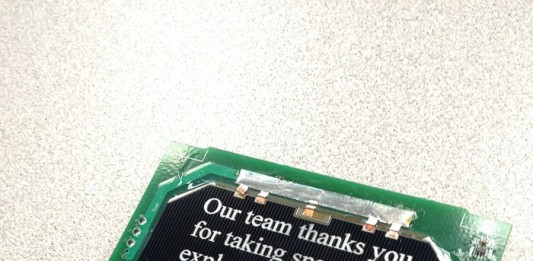 Our team thanks you
for taking